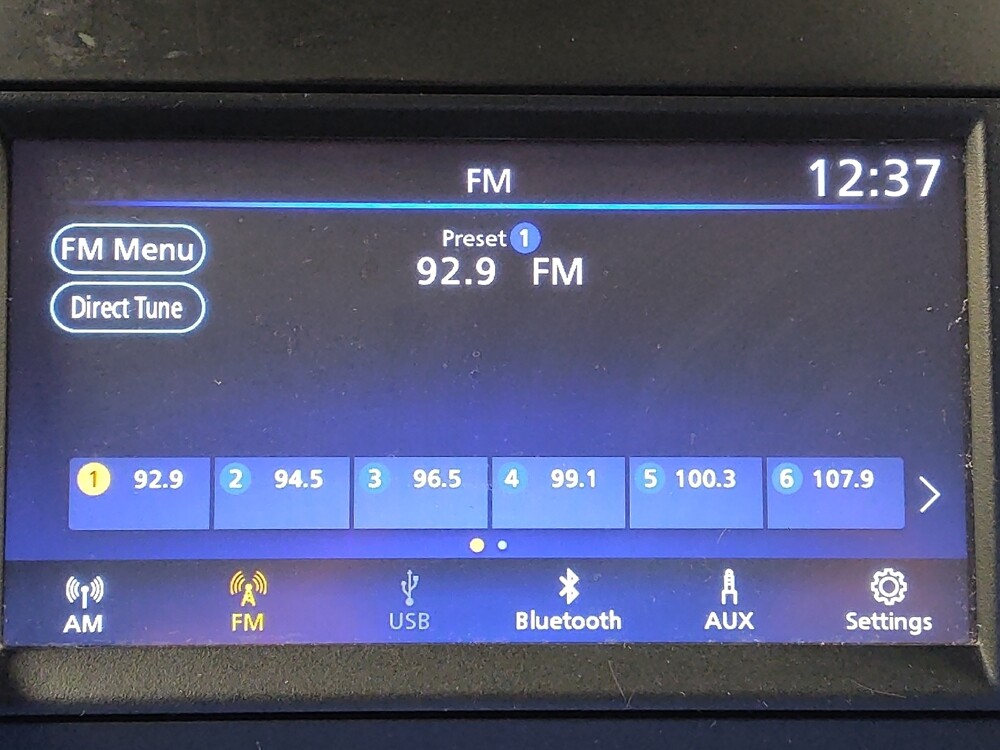 FM 12:37
FM Menu
Preset 1
92.9 FM
Direct Tune
1 92.9 2 94.5 3 96.5 4 99.1 5 100.3 6 107.9
AM FM USB Bluetooth AUX Settings